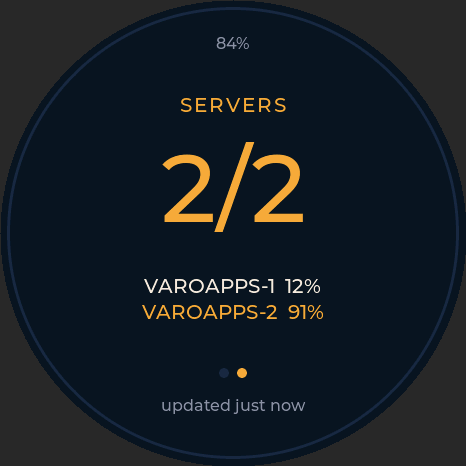 84%
SERVERS
2/2
VAROAPPS-1 12%
VAROAPPS-2 91%
updated just now